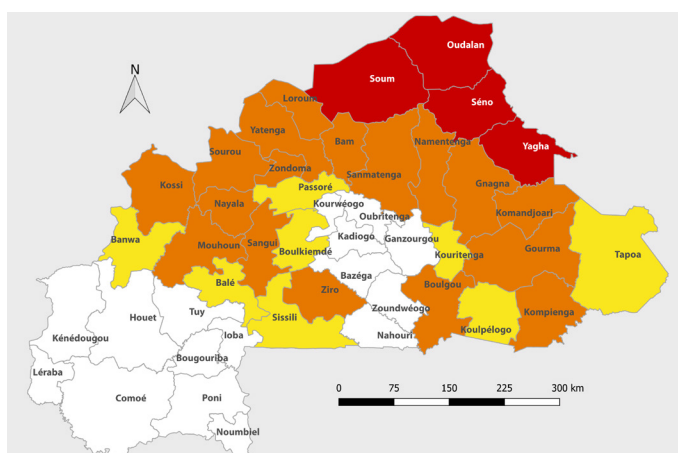 Oudalan
N
Soum
Séno
Loroum
Yatenga
Bam
Namentenga
Yagha
Sourou
Zondoma
Sanmatenga
Kossi
Passoré
Gnagna
Nayala
Kourwéogo
Oubritenga
Komandjoari
Banwa
Mouhoun
Sangui
Boulkiemdé
Kadiogo
Ganzourgou
Kouritenga
Gourma
Tapoa
Balé
Bazéga
Boulgou
Ziro
Houet
Tuy
Sissili
Zoundwéogo
Kompienga
Kénédougou
Ioba
Nahouri
Koulpélogo
Bougouriba
Léraba
Comoé
Poni
Noumbiel
0 75 150 225 300 km